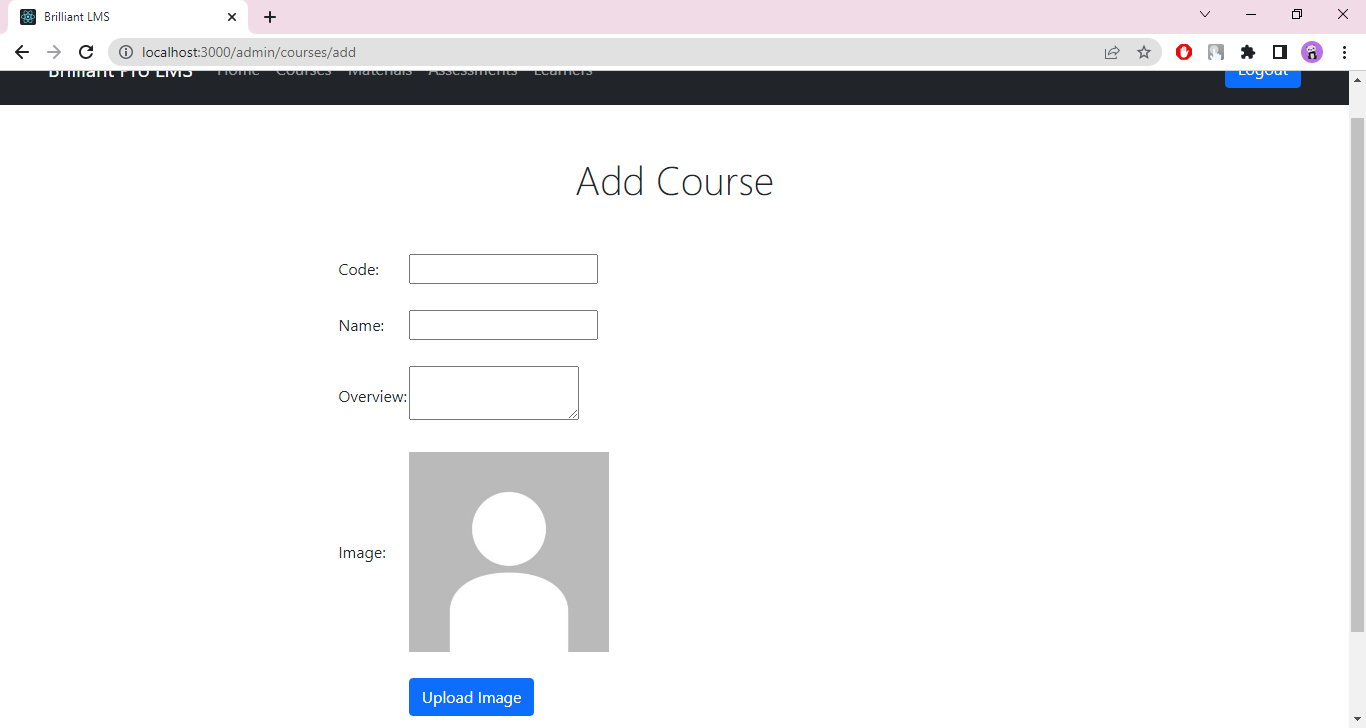 Brilliant LMS
localhost:3000/admin/courses/add
Brilliant Pro LMS Home Courses Materials Assessments Learners Logout
Add Course
Code:
Name:
Overview:
Image:
Upload Image